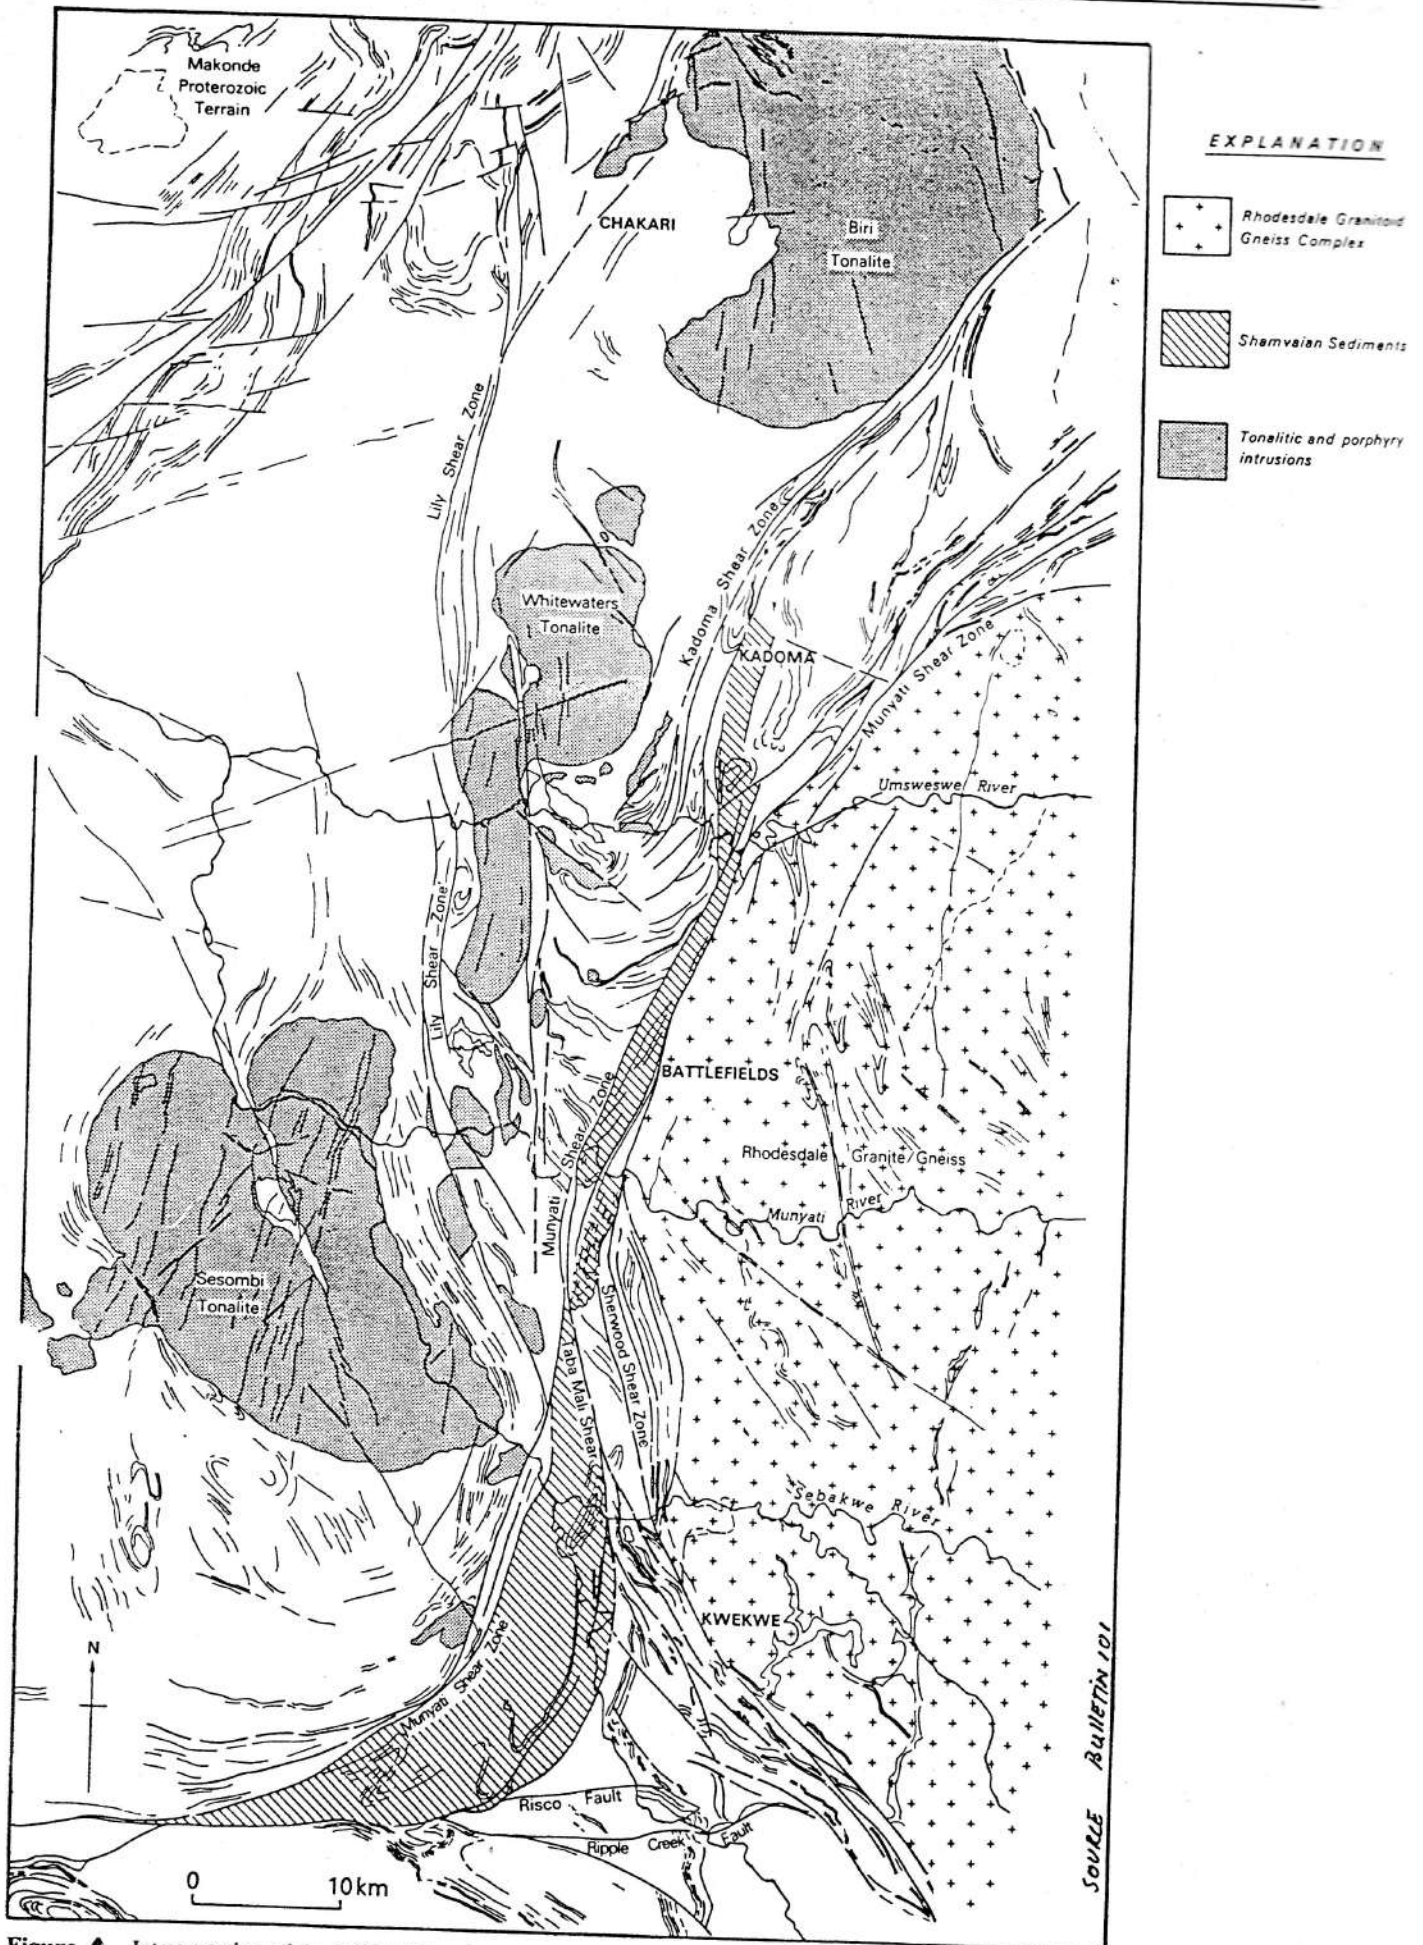 Makonde
Proterozoic
Terrain
CHAKARI
Biri
Tonalite
EXPLANATION
Rhodesdale Granitoid
Gneiss Complex
Shamvaian Sediments
Tonalitic and porphyry
intrusions
Lily Shear Zone
Kadoma Shear Zone
Whitewaters
Tonalite
KADOMA
Munyati Shear Zone
Umsweswe River
Lily Shear Zone
BATTLEFIELDS
Munyati Shear Zone
Rhodesdale Granite/Gneiss
Munyati River
Sesombi
Tonalite
Sherwood Shear Zone
Taba Mali Shear
Sebakwe River
KWEKWE
N
Munyati Shear Zone
Risco Fault
Ripple Creek Fault
0 10km
SOURCE BULLETIN 101
Figure